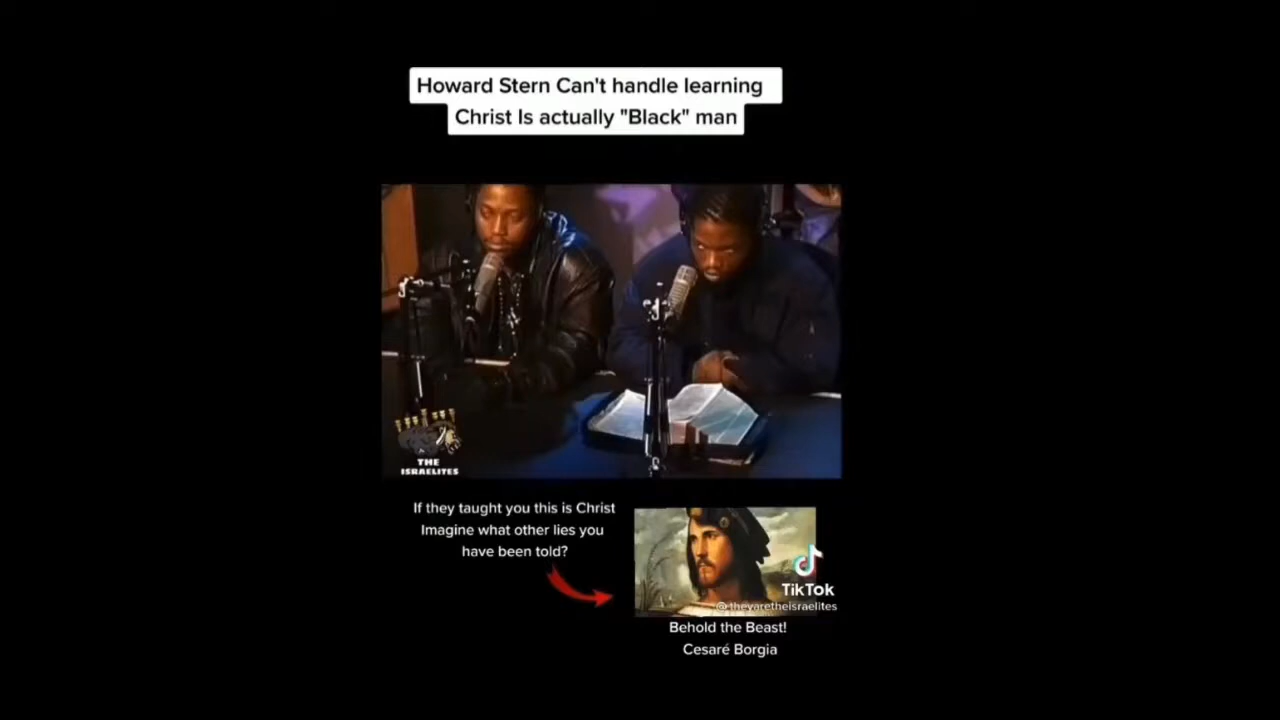 Howard Stern Can't handle learning
Christ Is actually "Black" man
THE
ISRAELITES
If they taught you this is Christ
Imagine what other lies you
have been told?
TikTok
@theyaretheisraelites
Behold the Beast!
Cesaré Borgia